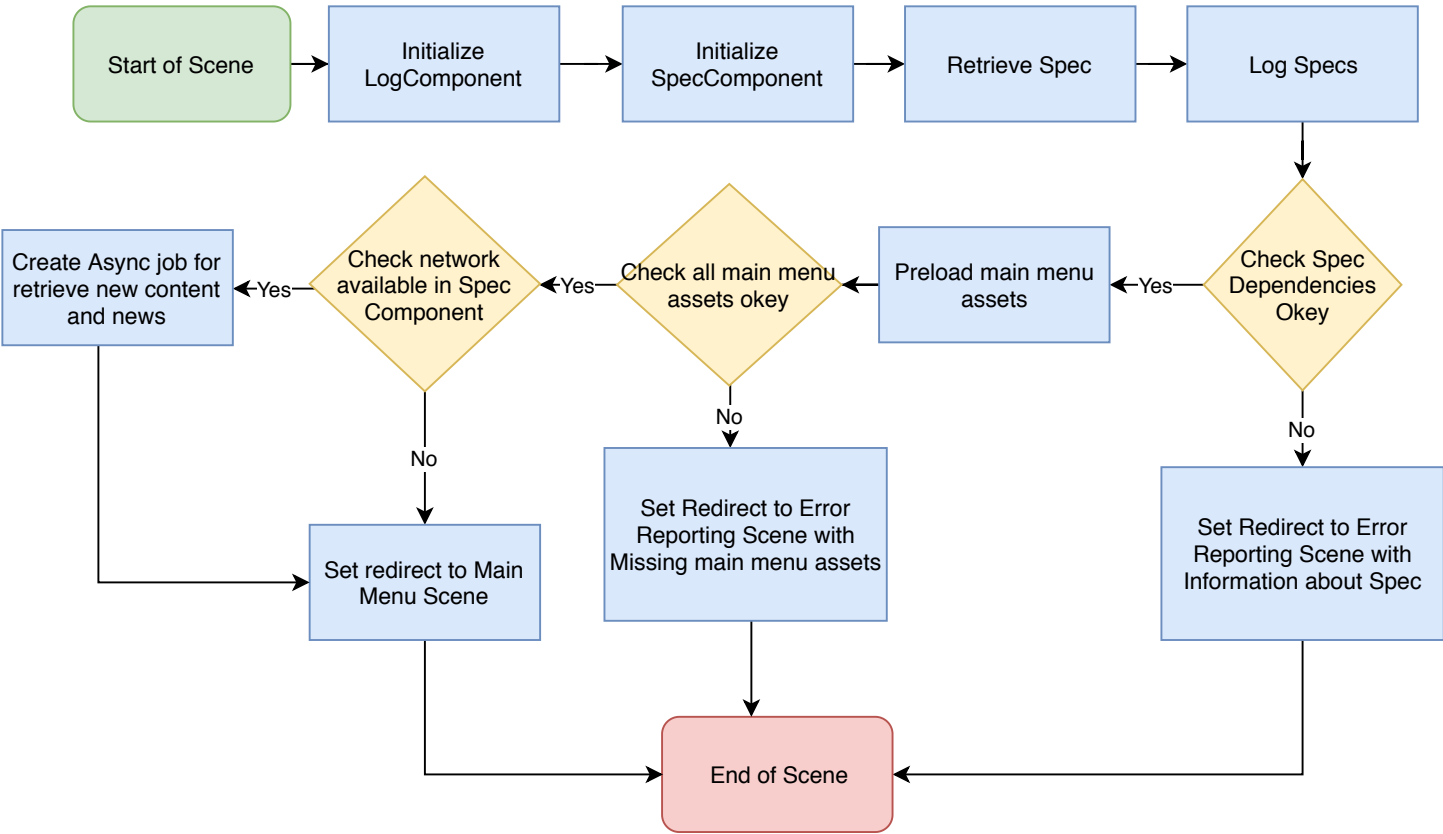 Start of Scene
Initialize
LogComponent
Initialize
SpecComponent
Retrieve Spec
Log Specs
Create Async job for
retrieve new content
and news
Yes
Check network
available in Spec
Component
Yes
Check all main menu
assets okey
Preload main menu
assets
Yes
Check Spec
Dependencies
Okey
No
No
No
Set redirect to Main
Menu Scene
Set Redirect to Error
Reporting Scene with
Missing main menu assets
Set Redirect to Error
Reporting Scene with
Information about Spec
End of Scene